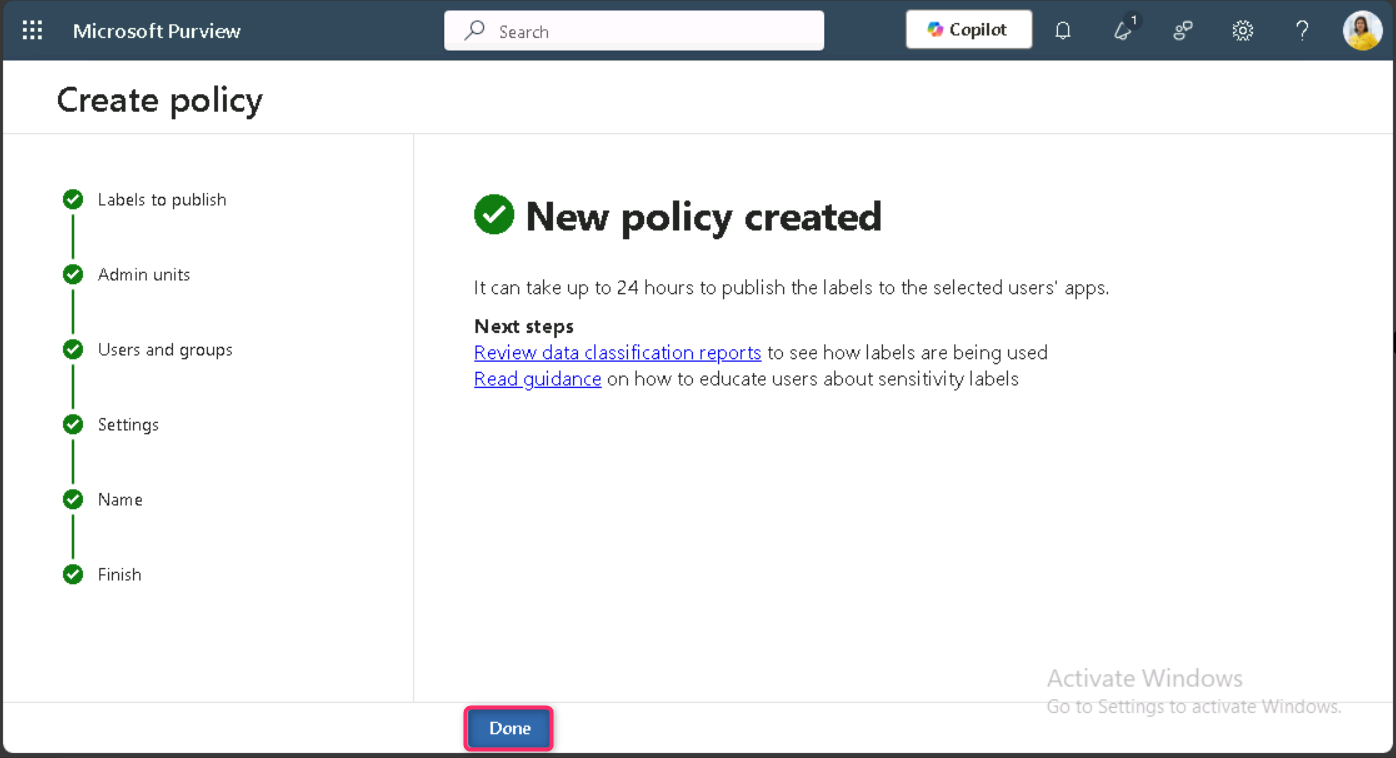 Microsoft Purview
Search
Copilot
1
?
Create policy
Labels to publish
Admin units
Users and groups
Settings
Name
Finish
New policy created
It can take up to 24 hours to publish the labels to the selected users' apps.
Next steps
Review data classification reports to see how labels are being used
Read guidance on how to educate users about sensitivity labels
Activate Windows
Go to Settings to activate Windows.
Done